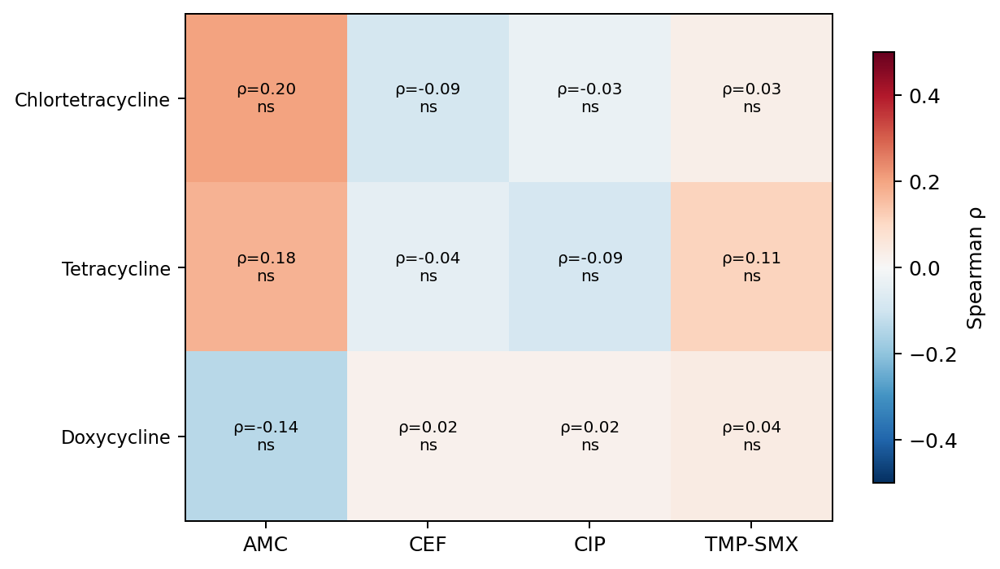 Chlortetracycline
ρ=0.20
ns
ρ=-0.09
ns
ρ=-0.03
ns
ρ=0.03
ns
Tetracycline
ρ=0.18
ns
ρ=-0.04
ns
ρ=-0.09
ns
ρ=0.11
ns
Doxycycline
ρ=-0.14
ns
ρ=0.02
ns
ρ=0.02
ns
ρ=0.04
ns
AMC
CEF
CIP
TMP-SMX
0.4
0.2
0.0
−0.2
−0.4
Spearman ρ